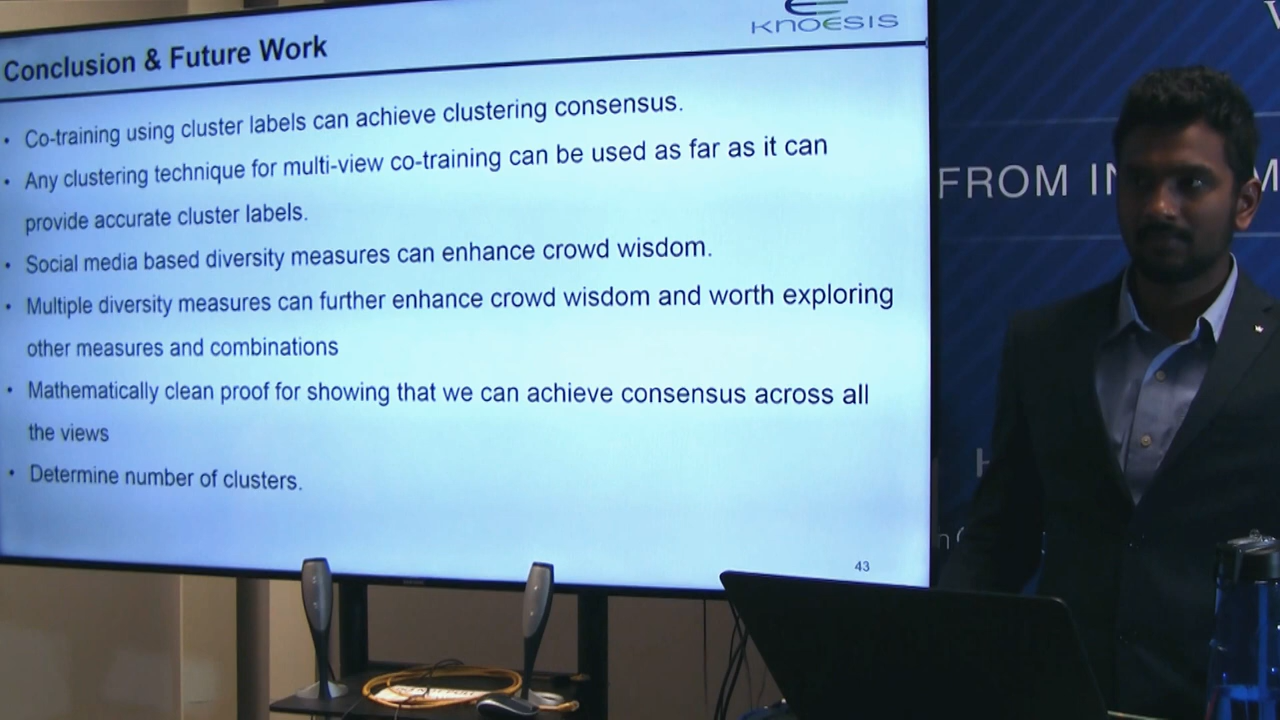 KNOESIS
Conclusion & Future Work
• Co-training using cluster labels can achieve clustering consensus.
• Any clustering technique for multi-view co-training can be used as far as it can
provide accurate cluster labels.
• Social media based diversity measures can enhance crowd wisdom.
• Multiple diversity measures can further enhance crowd wisdom and worth exploring
other measures and combinations
• Mathematically clean proof for showing that we can achieve consensus across all
the views
• Determine number of clusters.
43
FROM